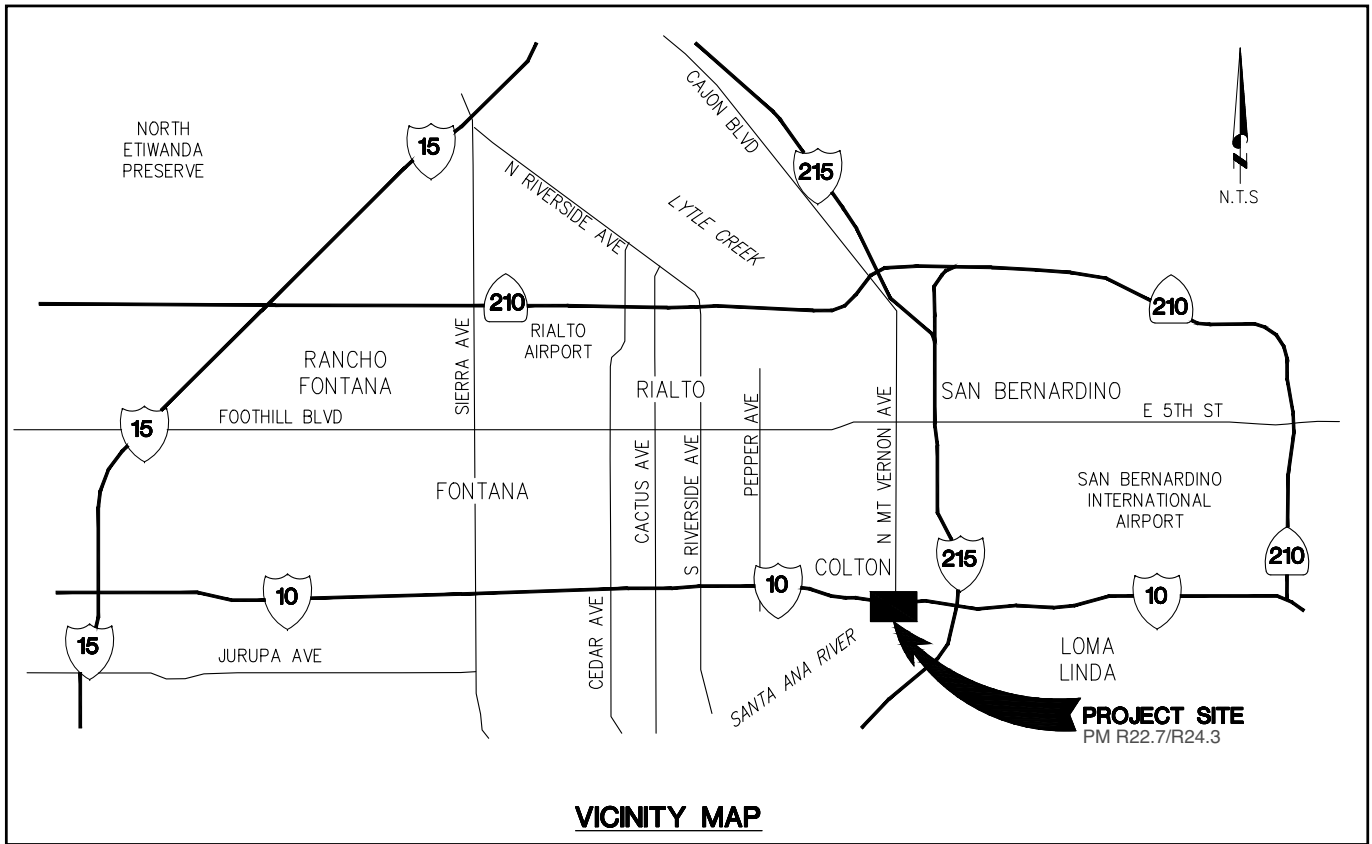 NORTH
ETIWANDA
PRESERVE
15
N RIVERSIDE AVE
CAJON BLVD
215
LYTLE CREEK
N
N.T.S
210
RIALTO
AIRPORT
210
RANCHO
FONTANA
SIERRA AVE
RIALTO
SAN BERNARDINO
FOOTHILL BLVD
E 5TH ST
15
FONTANA
CACTUS AVE
S RIVERSIDE AVE
PEPPER AVE
N MT VERNON AVE
SAN BERNARDINO
INTERNATIONAL
AIRPORT
215
210
COLTON
10
10
10
15
JURUPA AVE
CEDAR AVE
SANTA ANA RIVER
LOMA
LINDA
PROJECT SITE
PM R22.7/R24.3
VICINITY MAP